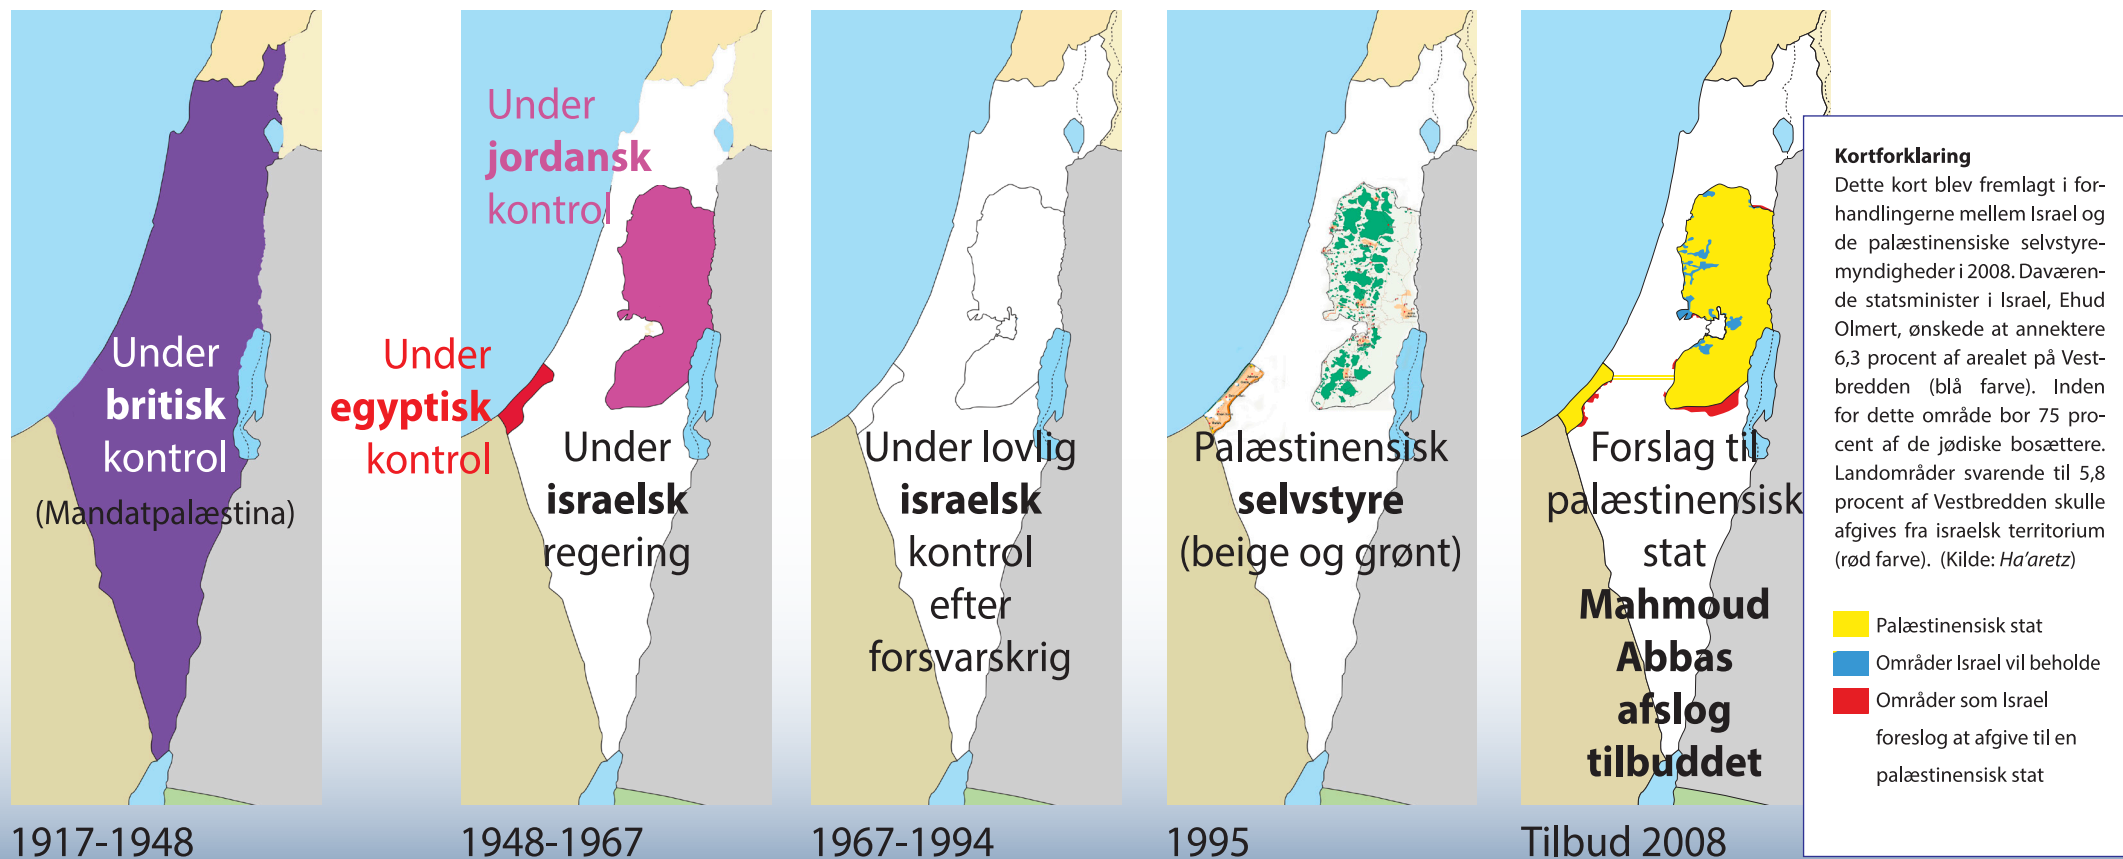 Under
britisk
kontrol
(Mandatpalæstina)
1917-1948
Under
jordansk
kontrol
Under
egyptisk
kontrol
Under
israelsk
regering
1948-1967
Under lovlig
israelsk
kontrol
efter
forsvarskrig
1967-1994
Palæstinensisk
selvstyre
(beige og grønt)
1995
Forslag til
palæstinensisk
stat
Mahmoud
Abbas
afslog
tilbuddet
Tilbud 2008
Kortforklaring
Dette kort blev fremlagt i for-
handlingerne mellem Israel og
de palæstinensiske selvstyre-
myndigheder i 2008. Daværen-
de statsminister i Israel, Ehud
Olmert, ønskede at annektere
6,3 procent af arealet på Vest-
bredden (blå farve). Inden
for dette område bor 75 pro-
cent af de jødiske bosættere.
Landområder svarende til 5,8
procent af Vestbredden skulle
afgives fra israelsk territorium
(rød farve). (Kilde: Ha'aretz)
Palæstinensisk stat
Områder Israel vil beholde
Områder som Israel
foreslog at afgive til en
palæstinensisk stat